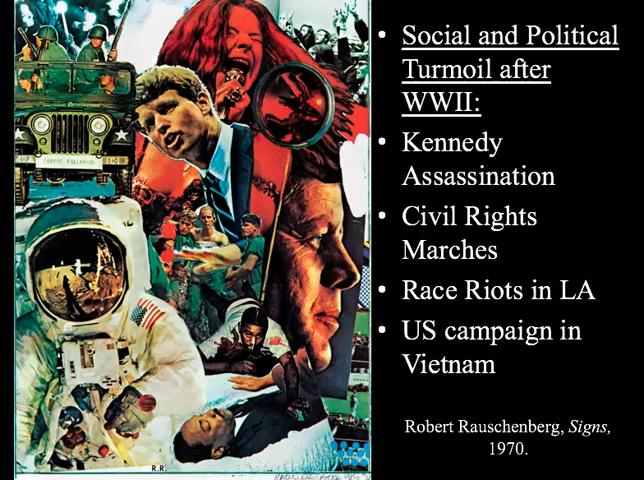 Social and Political
Turmoil after
WWII:
Kennedy
Assassination
Civil Rights
Marches
Race Riots in LA
US campaign in
Vietnam
Robert Rauschenberg, Signs,
1970.
R.R.